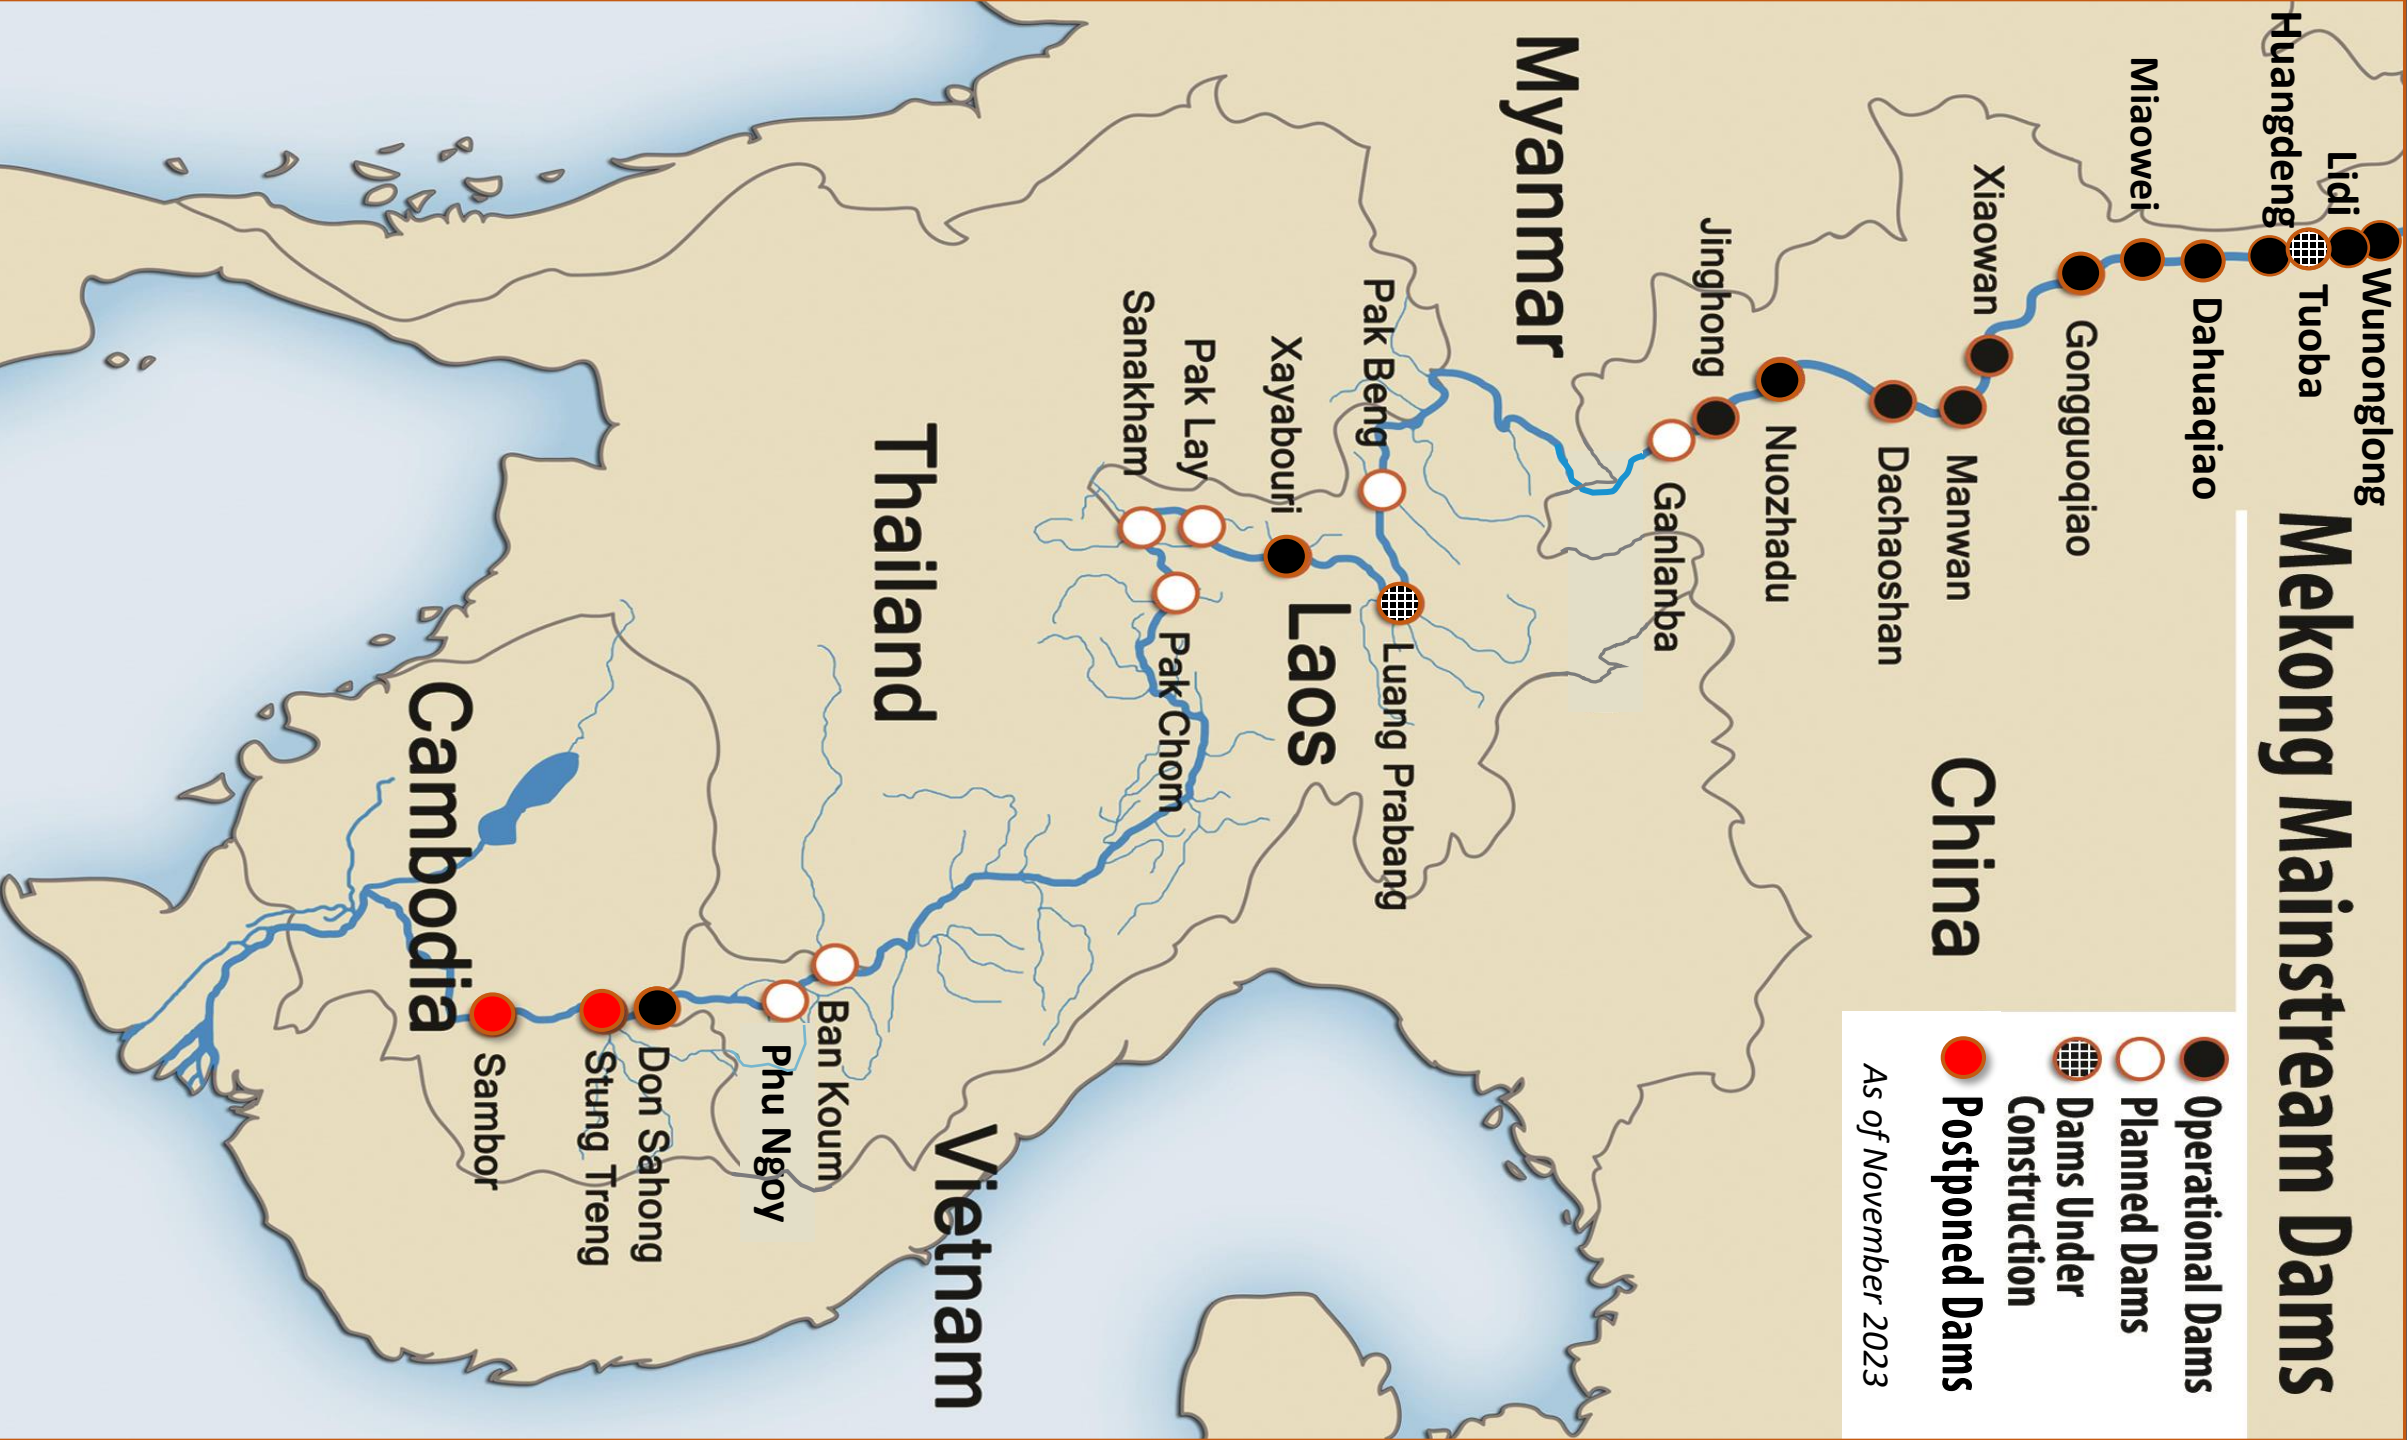 Mekong Mainstream Dams
Operational Dams
Planned Dams
Dams Under
Construction
Postponed Dams
As of November 2023
Wunonglong
Lidi
Tuoba
Huangdeng
Dahuaqiao
Miaowei
Gongguoqiao
Xiaowan
Manwan
Dachaoshan
Nuozhadu
Jinghong
Ganlanba
China
Myanmar
Pak Beng
Luang Prabang
Laos
Xayabouri
Pak Lay
Sanakham
Pak Chom
Thailand
Vietnam
Ban Koum
Phu Ngoy
Don Sahong
Stung Treng
Sambor
Cambodia